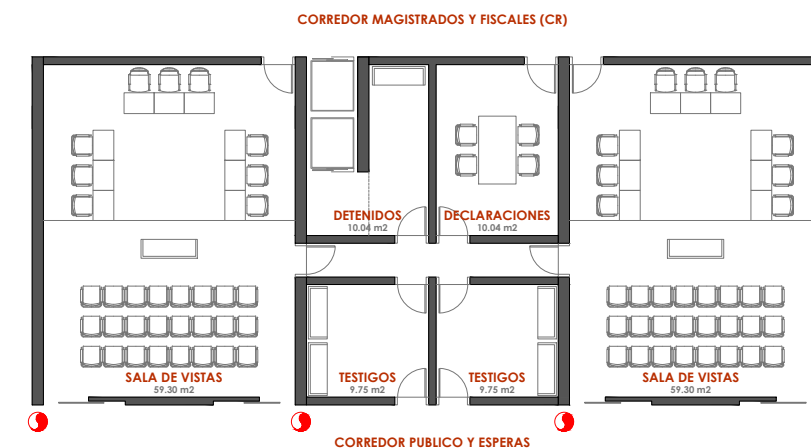 CORREDOR MAGISTRADOS Y FISCALES (CR)
DETENIDOS
10.04 m2
DECLARACIONES
10.04 m2
SALA DE VISTAS
59.30 m2
TESTIGOS
9.75 m2
TESTIGOS
9.75 m2
SALA DE VISTAS
59.30 m2
CORREDOR PUBLICO Y ESPERAS